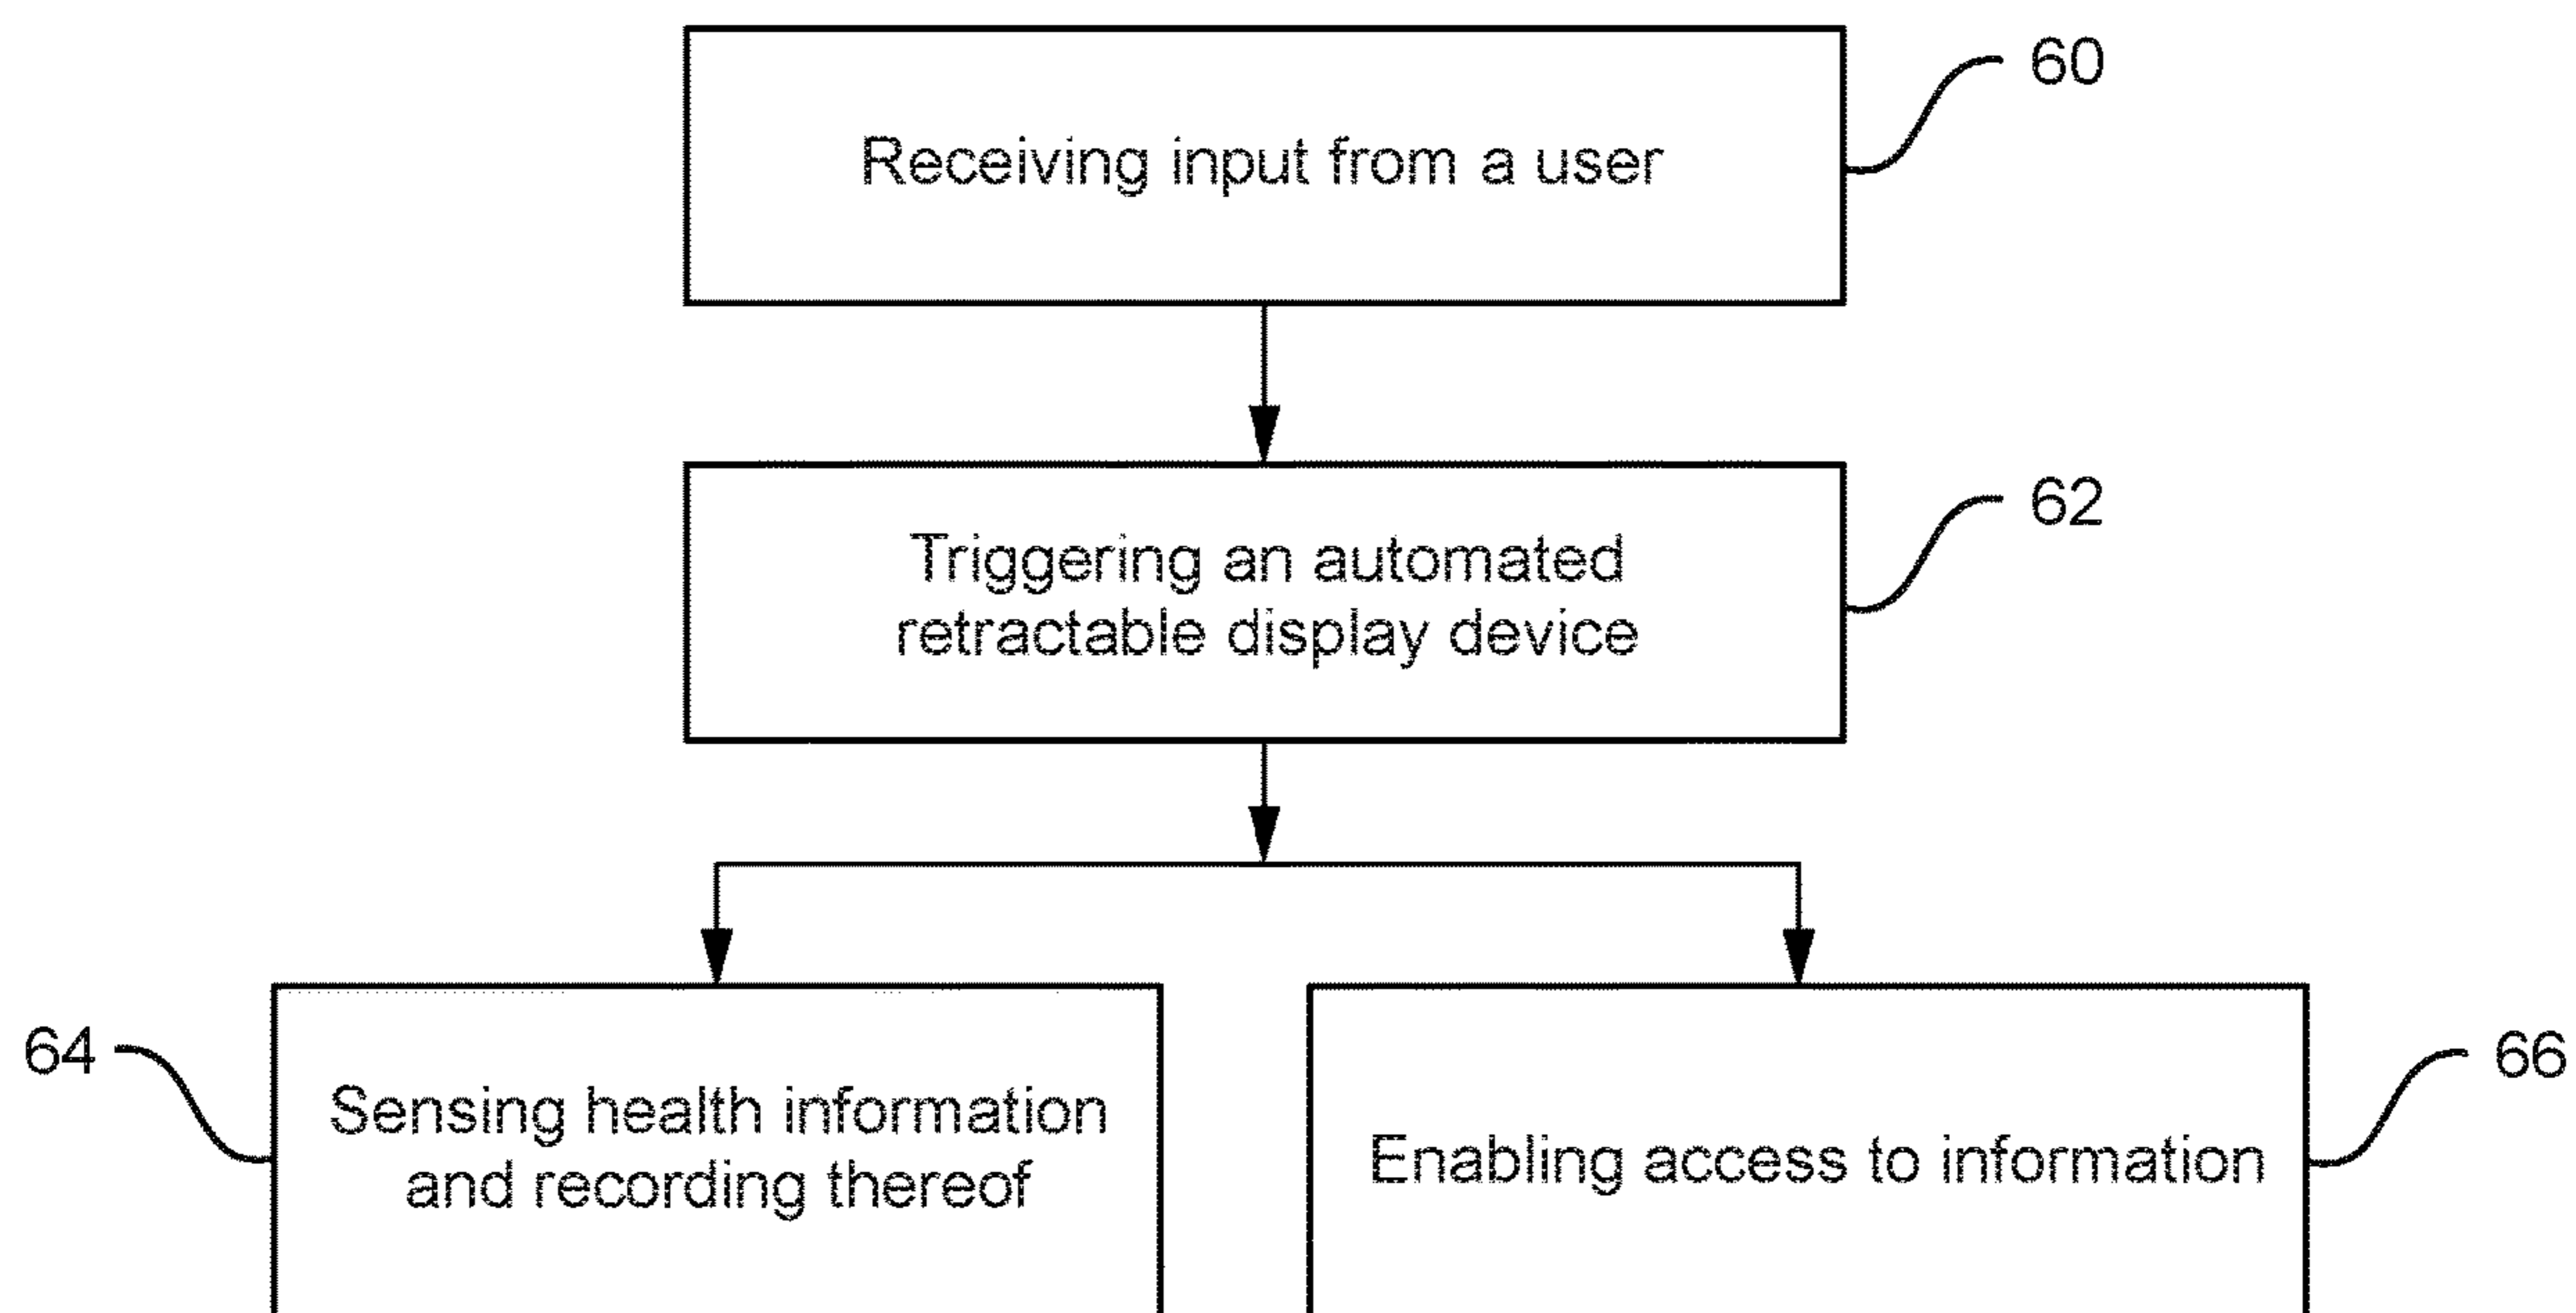 Receiving input from a user
60
Triggering an automated
retractable display device
62
64
Sensing health information
and recording thereof
Enabling access to information
66